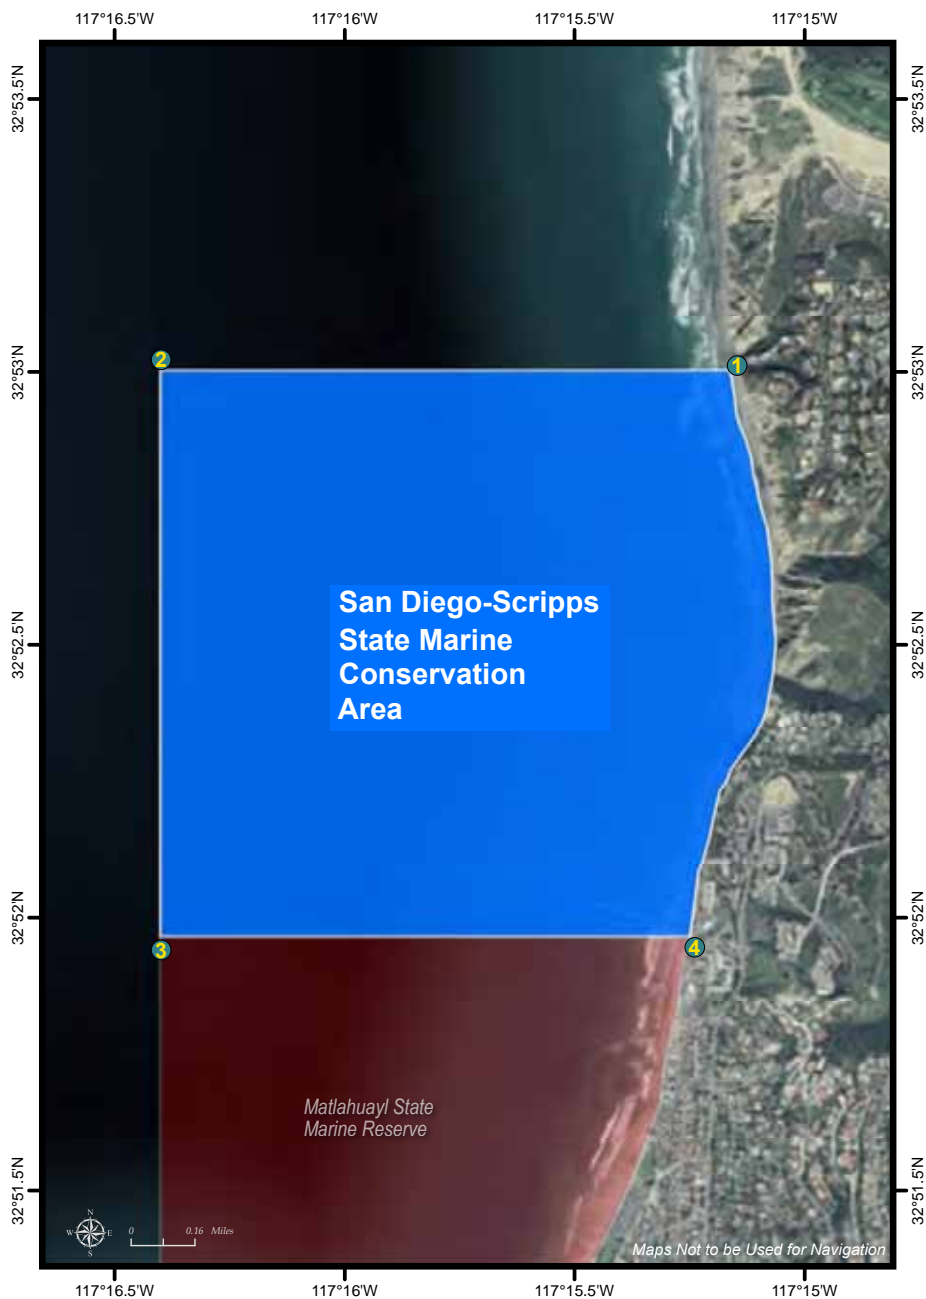 117°16.5'W 117°16'W 117°15.5'W 117°15'W
32°53.5'N 32°53.5'N
2 1
32°53'N 32°53'N
San Diego-Scripps
State Marine
Conservation
Area
32°52.5'N 32°52.5'N
32°52'N 32°52'N
3 4
Matlahuayl State
Marine Reserve
32°51.5'N 32°51.5'N
N
W E
S
0 0.16 Miles
Maps Not to be Used for Navigation
117°16.5'W 117°16'W 117°15.5'W 117°15'W